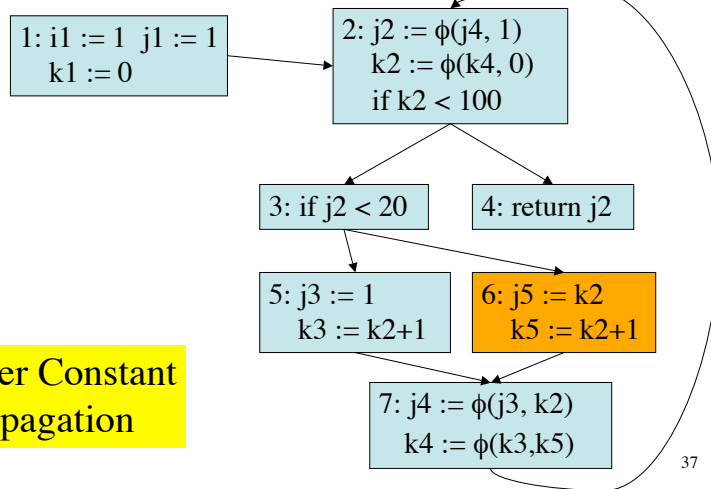 1: i1 := 1 j1 := 1
k1 := 0
2: j2 := ϕ(j4, 1)
k2 := ϕ(k4, 0)
if k2 < 100
3: if j2 < 20
4: return j2
5: j3 := 1
k3 := k2+1
6: j5 := k2
k5 := k2+1
er Constant
pagation
7: j4 := ϕ(j3, k2)
k4 := ϕ(k3,k5)
37